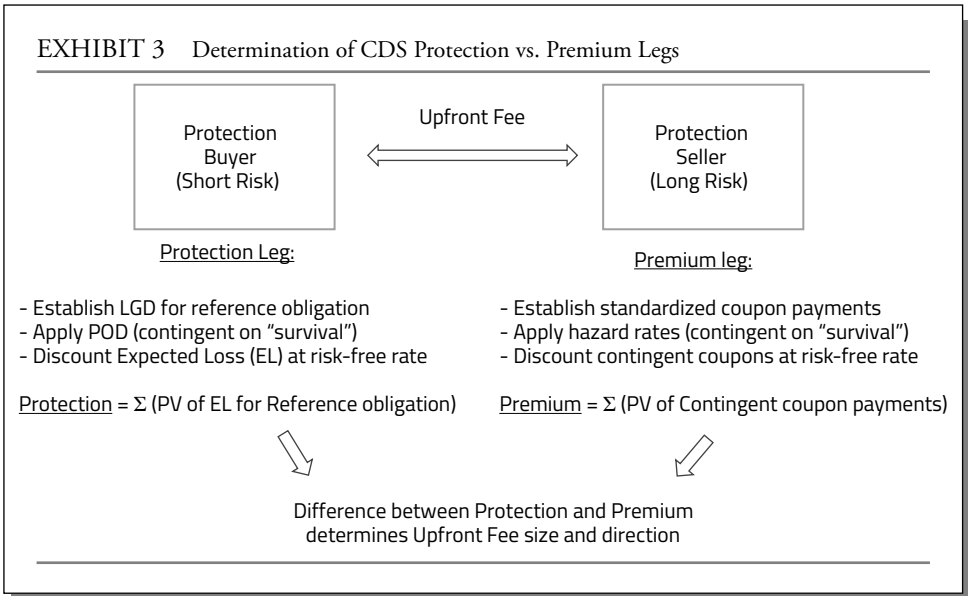 EXHIBIT 3 Determination of CDS Protection vs. Premium Legs
Protection
Buyer
(Short Risk)
Upfront Fee
Protection
Seller
(Long Risk)
Protection Leg:
- Establish LGD for reference obligation
- Apply POD (contingent on “survival”)
- Discount Expected Loss (EL) at risk-free rate
Protection = Σ (PV of EL for Reference obligation)
Premium leg:
- Establish standardized coupon payments
- Apply hazard rates (contingent on “survival”)
- Discount contingent coupons at risk-free rate
Premium = Σ (PV of Contingent coupon payments)
Difference between Protection and Premium
determines Upfront Fee size and direction